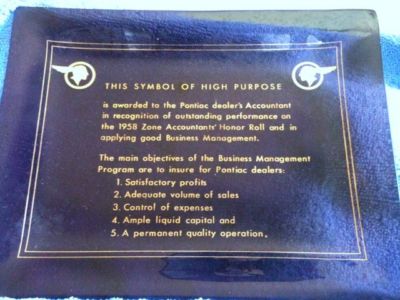 THIS SYMBOL OF HIGH PURPOSE
is awarded to the Pontiac dealer's Accountant
in recognition of outstanding performance on
the 1958 Zone Accountants' Honor Roll and in
applying good Business Management.
The main objectives of the Business Management
Program are to insure for Pontiac dealers:
1. Satisfactory profits
2. Adequate volume of sales
3. Control of expenses
4. Ample liquid capital and
5. A permanent quality operation.